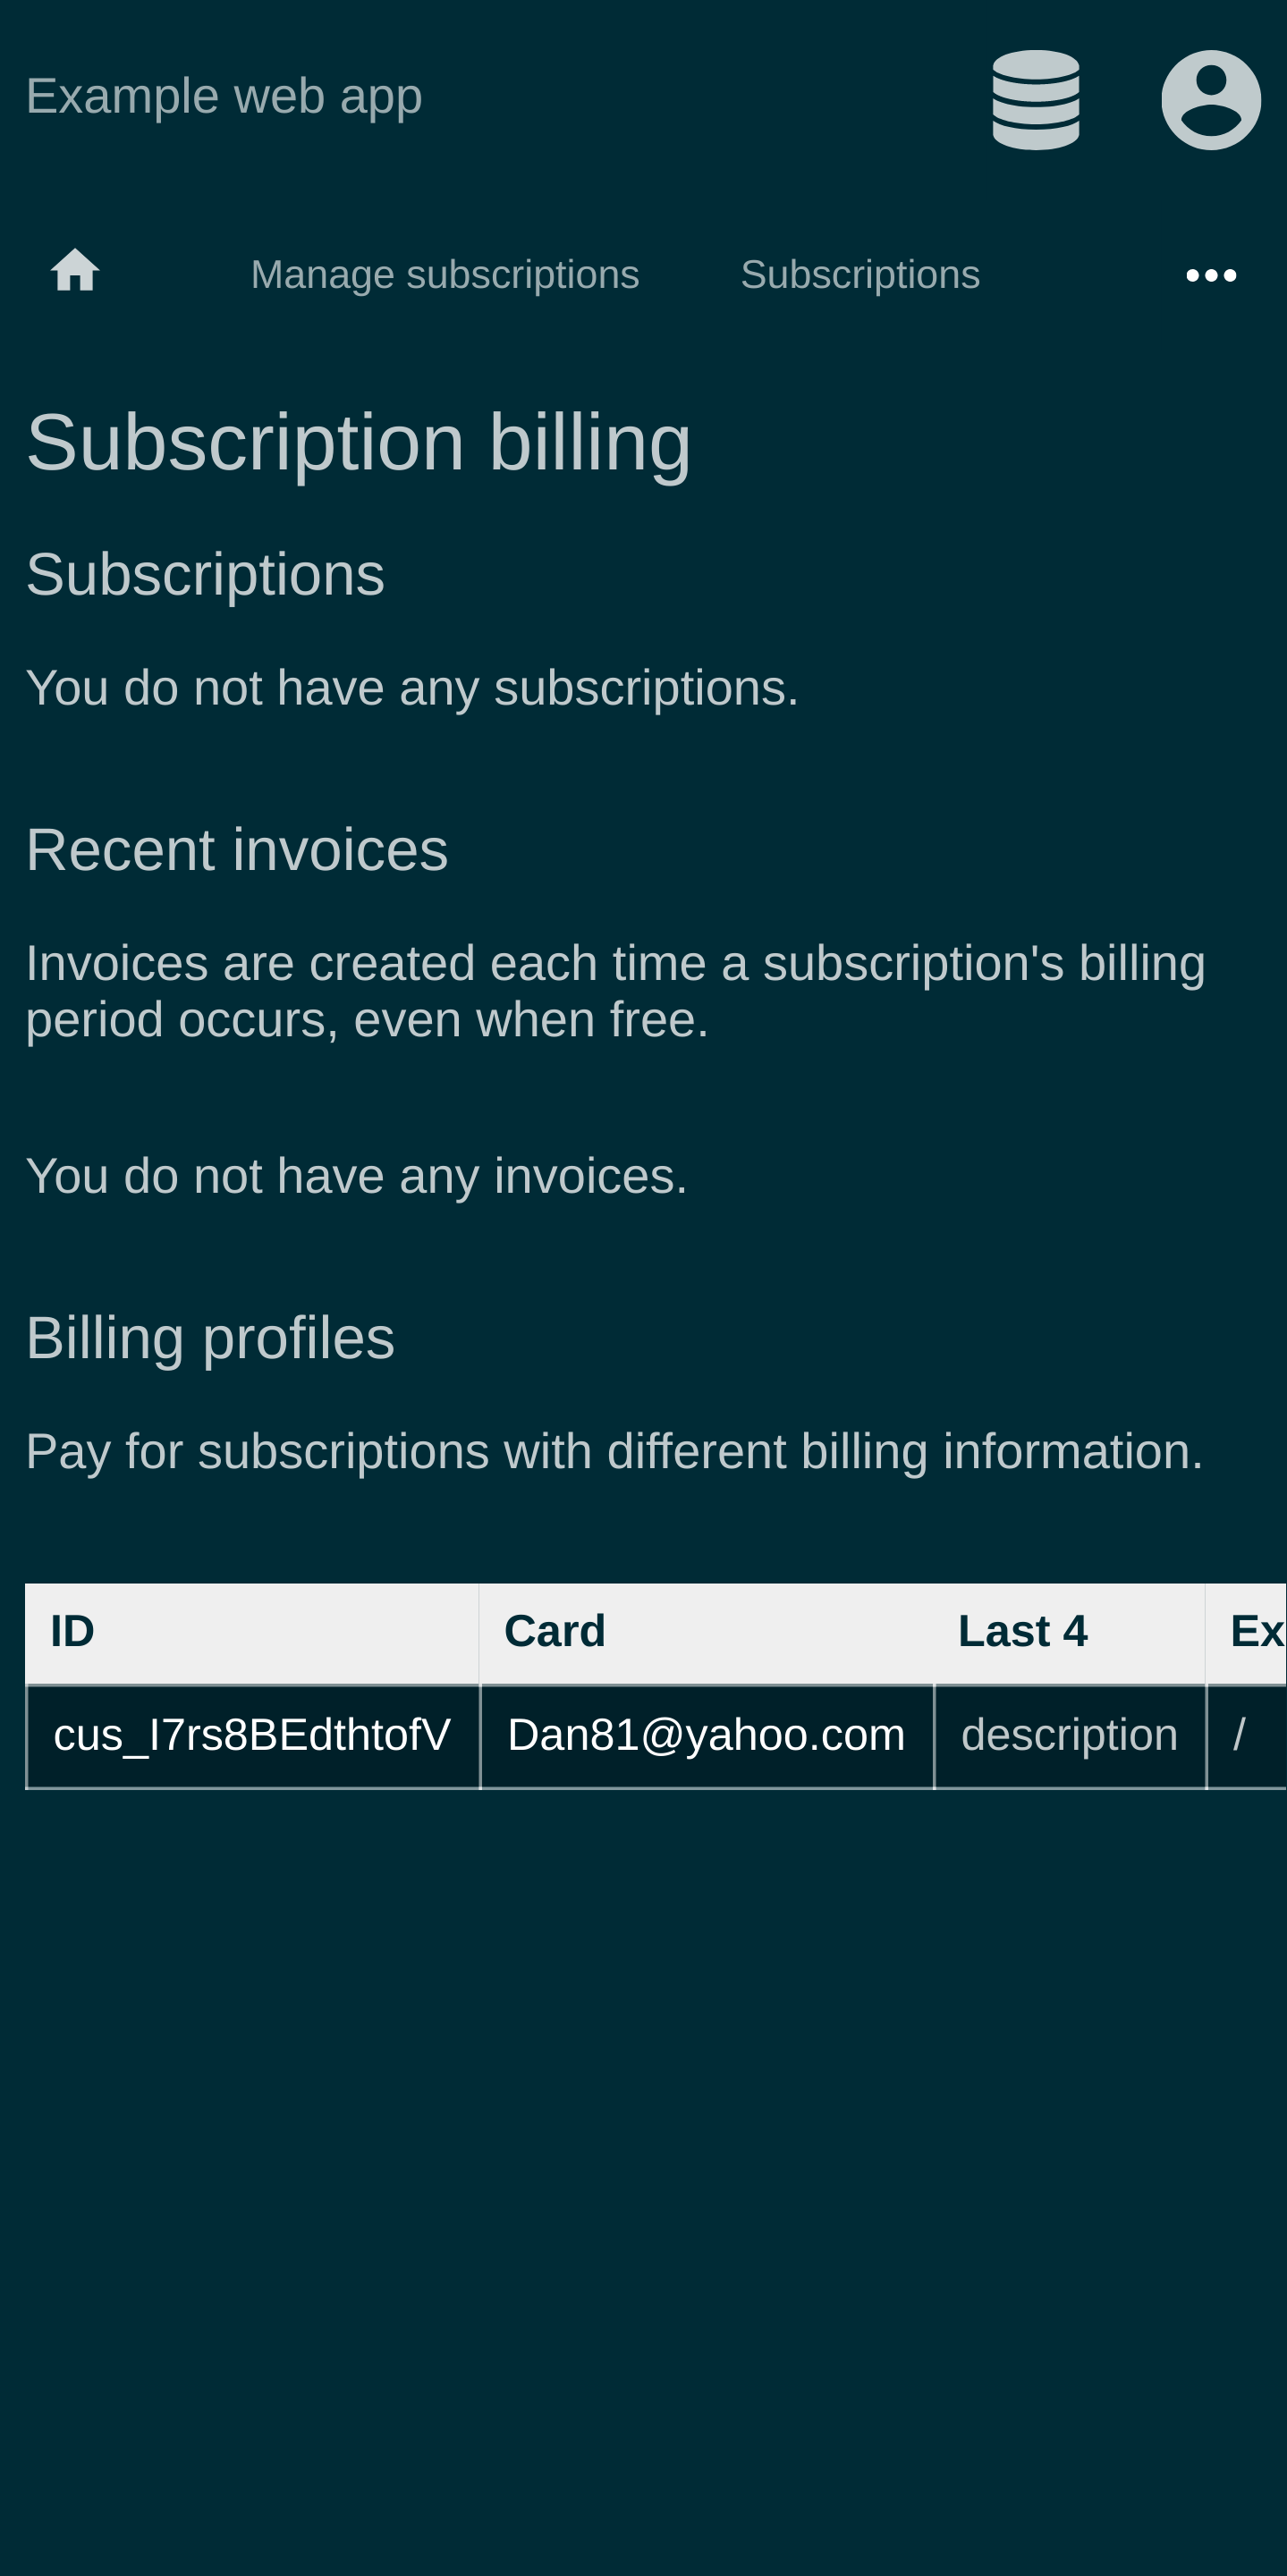 Example web app
Manage subscriptions Subscriptions •••
Subscription billing
Subscriptions
You do not have any subscriptions.
Recent invoices
Invoices are created each time a subscription's billing
period occurs, even when free.
You do not have any invoices.
Billing profiles
Pay for subscriptions with different billing information.
ID Card Last 4 Ex
cus_I7rs8BEdthtofV Dan81@yahoo.com description /